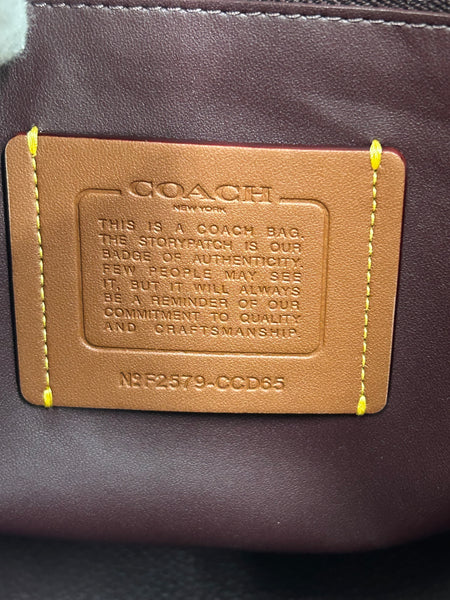 COACH
NEW YORK
THIS IS A COACH BAG.
THE STORYPATCH IS OUR
BADGE OF AUTHENTICITY.
FEW PEOPLE MAY SEE
IT, BUT IT WILL ALWAYS
BE A REMINDER OF OUR
COMMITMENT TO QUALITY
AND CRAFTSMANSHIP.
№F2579-CCD65